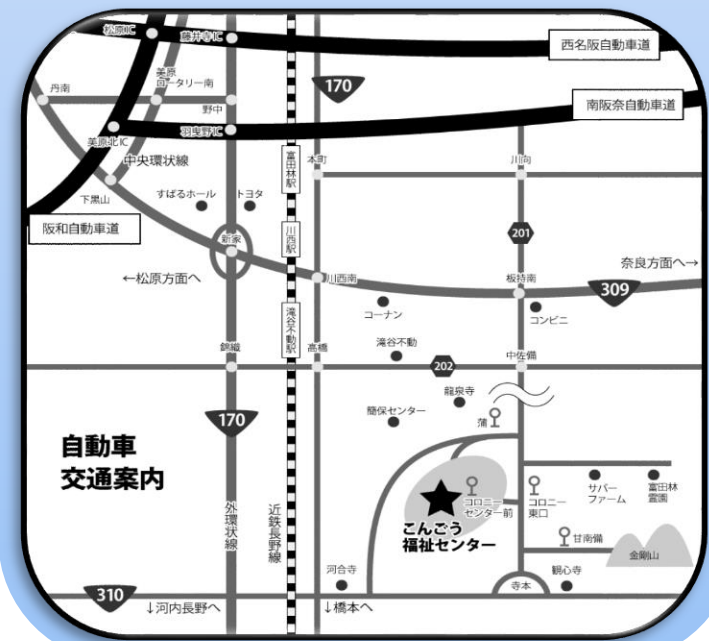 松原IC
藤井寺IC
西名阪自動車道
丹南
美原
ロータリー南
野中
170
南阪奈自動車道
美原北IC
羽曳野IC
中央環状線
富田林駅
本町
川向
下黒山
すばるホール
トヨタ
阪和自動車道
新家
川西駅
201
奈良方面へ→
←松原方面へ
川西南
板持南
309
コーナン
コンビニ
滝谷不動駅
滝谷不動
錦織
高橋
202
中佐備
龍泉寺
簡保センター
蒲
170
自動車
交通案内
コロニー
センター前
コロニー
東口
サバー
ファーム
富田林
霊園
こんごう
福祉センター
外環状線
近鉄長野線
甘南備
金剛山
河合寺
寺本
観心寺
310
↓河内長野へ
↓橋本へ